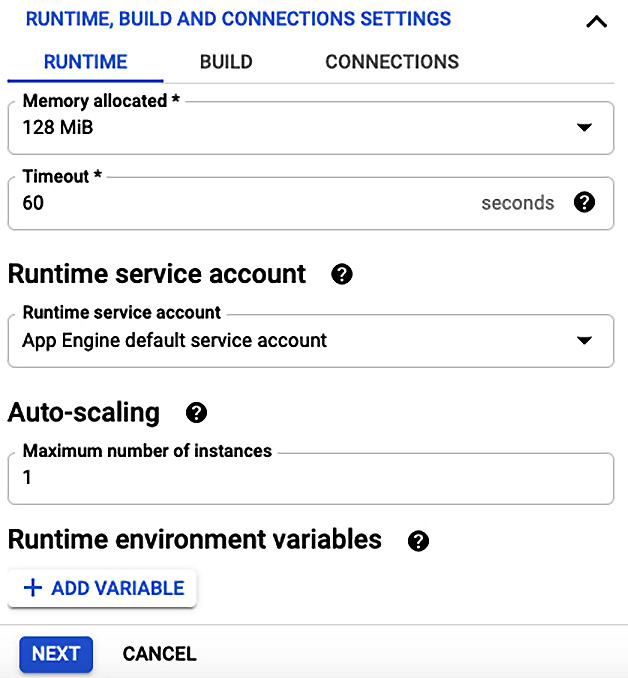 RUNTIME, BUILD AND CONNECTIONS SETTINGS
RUNTIME BUILD CONNECTIONS
Memory allocated *
128 MiB
Timeout *
60 seconds
Runtime service account
Runtime service account
App Engine default service account
Auto-scaling
Maximum number of instances
1
Runtime environment variables
+ ADD VARIABLE
NEXT CANCEL